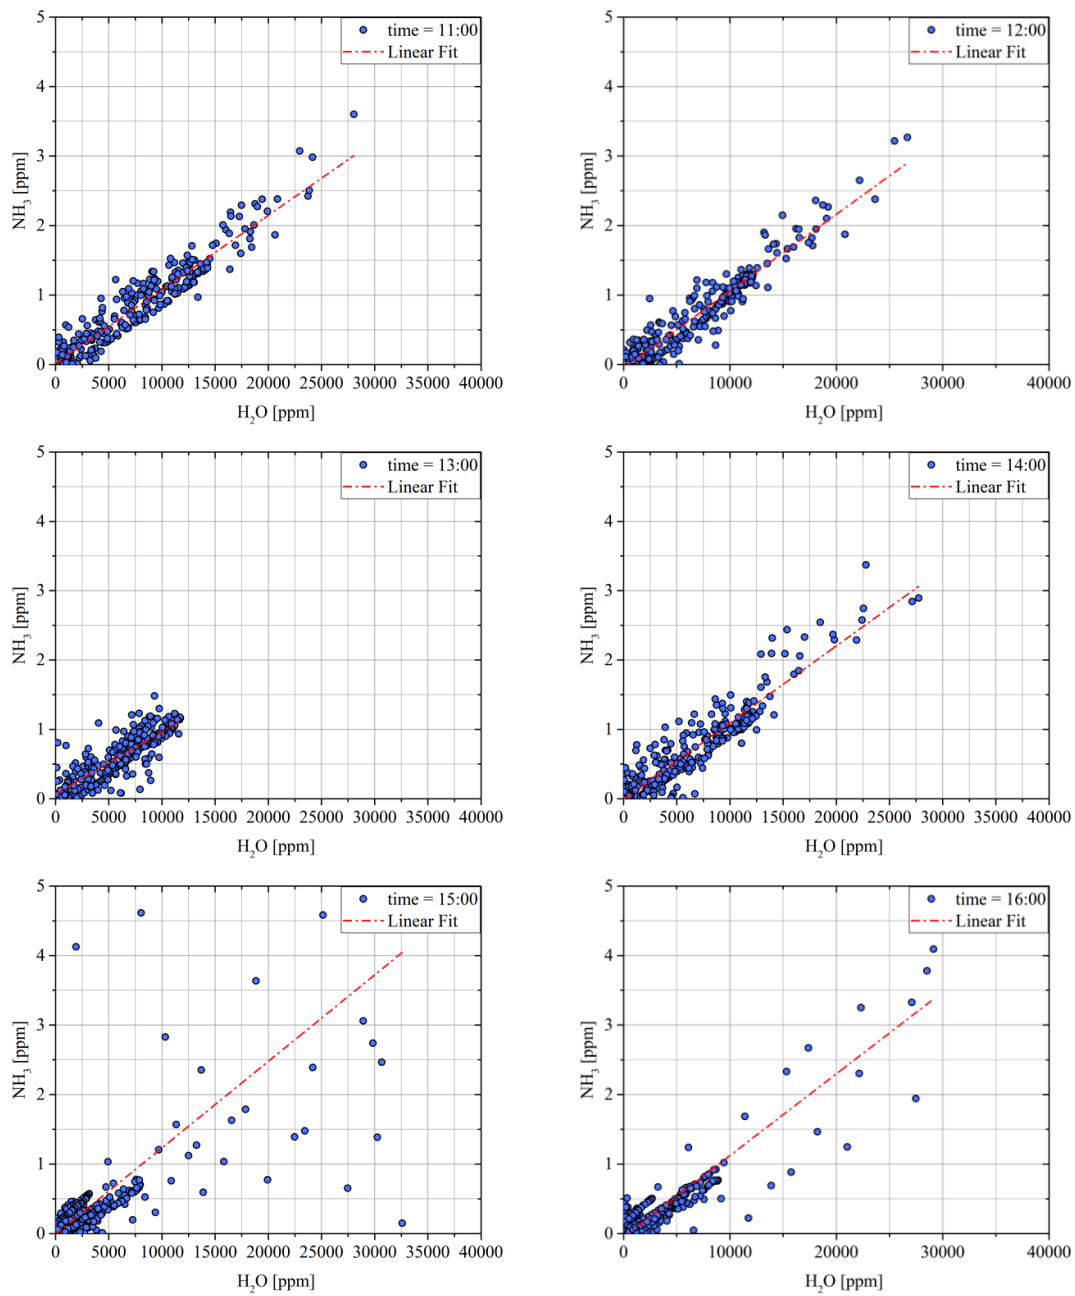 time = 11:00
Linear Fit
5
4
3
2
1
0
NH3 [ppm]
0 5000 10000 15000 20000 25000 30000 35000 40000
H2O [ppm]
time = 12:00
Linear Fit
5
4
3
2
1
0
NH3 [ppm]
0 10000 20000 30000 40000
H2O [ppm]
time = 13:00
Linear Fit
5
4
3
2
1
0
NH3 [ppm]
0 5000 10000 15000 20000 25000 30000 35000 40000
H2O [ppm]
time = 14:00
Linear Fit
5
4
3
2
1
0
NH3 [ppm]
0 5000 10000 15000 20000 25000 30000 35000 40000
H2O [ppm]
time = 15:00
Linear Fit
5
4
3
2
1
0
NH3 [ppm]
0 5000 10000 15000 20000 25000 30000 35000 40000
H2O [ppm]
time = 16:00
Linear Fit
5
4
3
2
1
0
NH3 [ppm]
0 10000 20000 30000 40000
H2O [ppm]